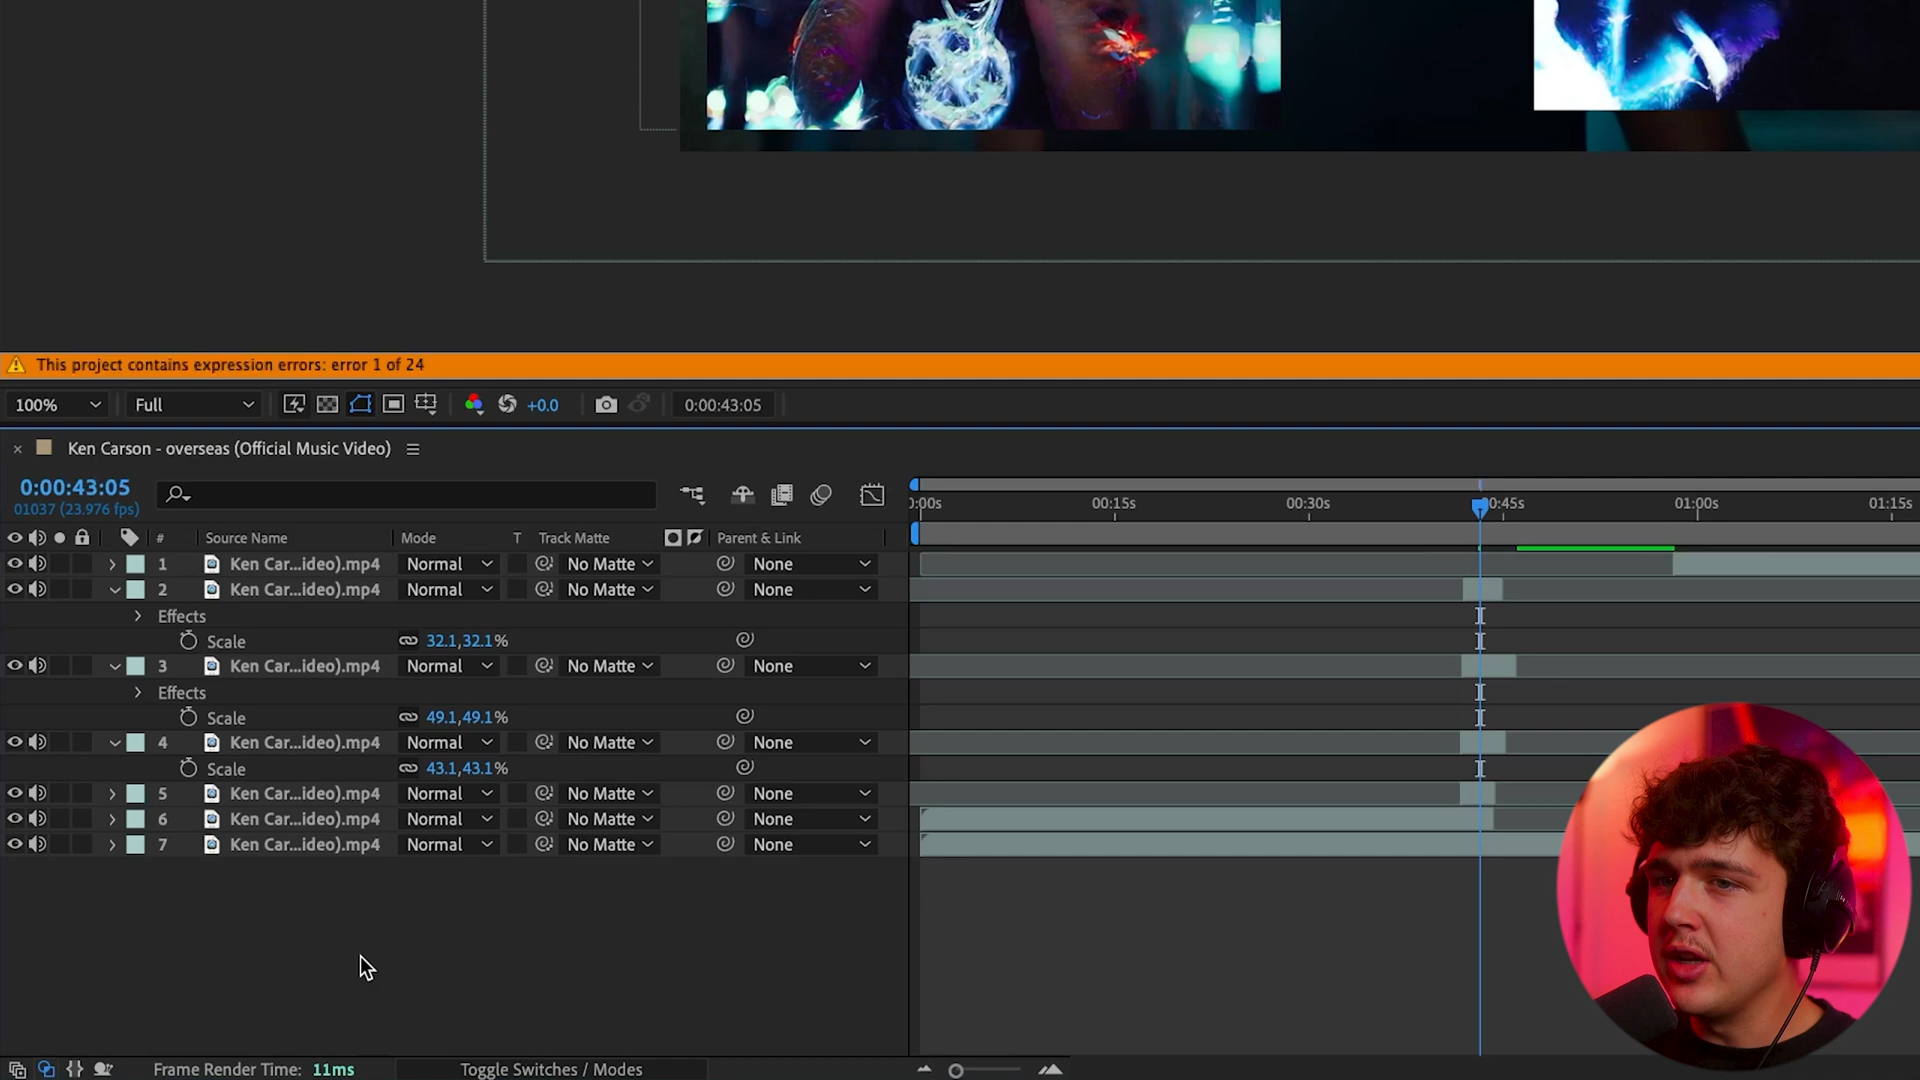 This project contains expression errors: error 1 of 24
100% Full +0.0 0:00:43:05
Ken Carson - overseas (Official Music Video)
0:00:43:05
01037 (23.976 fps)
:00s 00:15s 00:30s 0:45s 01:00s 01:15s
# Source Name Mode T Track Matte Parent & Link
1 Ken Car...ideo).mp4 Normal No Matte None
2 Ken Car...ideo).mp4 Normal No Matte None
Effects
Scale 32.1,32.1%
3 Ken Car...ideo).mp4 Normal No Matte None
Effects
Scale 49.1,49.1%
4 Ken Car...ideo).mp4 Normal No Matte None
Scale 43.1,43.1%
5 Ken Car...ideo).mp4 Normal No Matte None
6 Ken Car...ideo).mp4 Normal No Matte None
7 Ken Car...ideo).mp4 Normal No Matte None
Frame Render Time: 11ms Toggle Switches / Modes